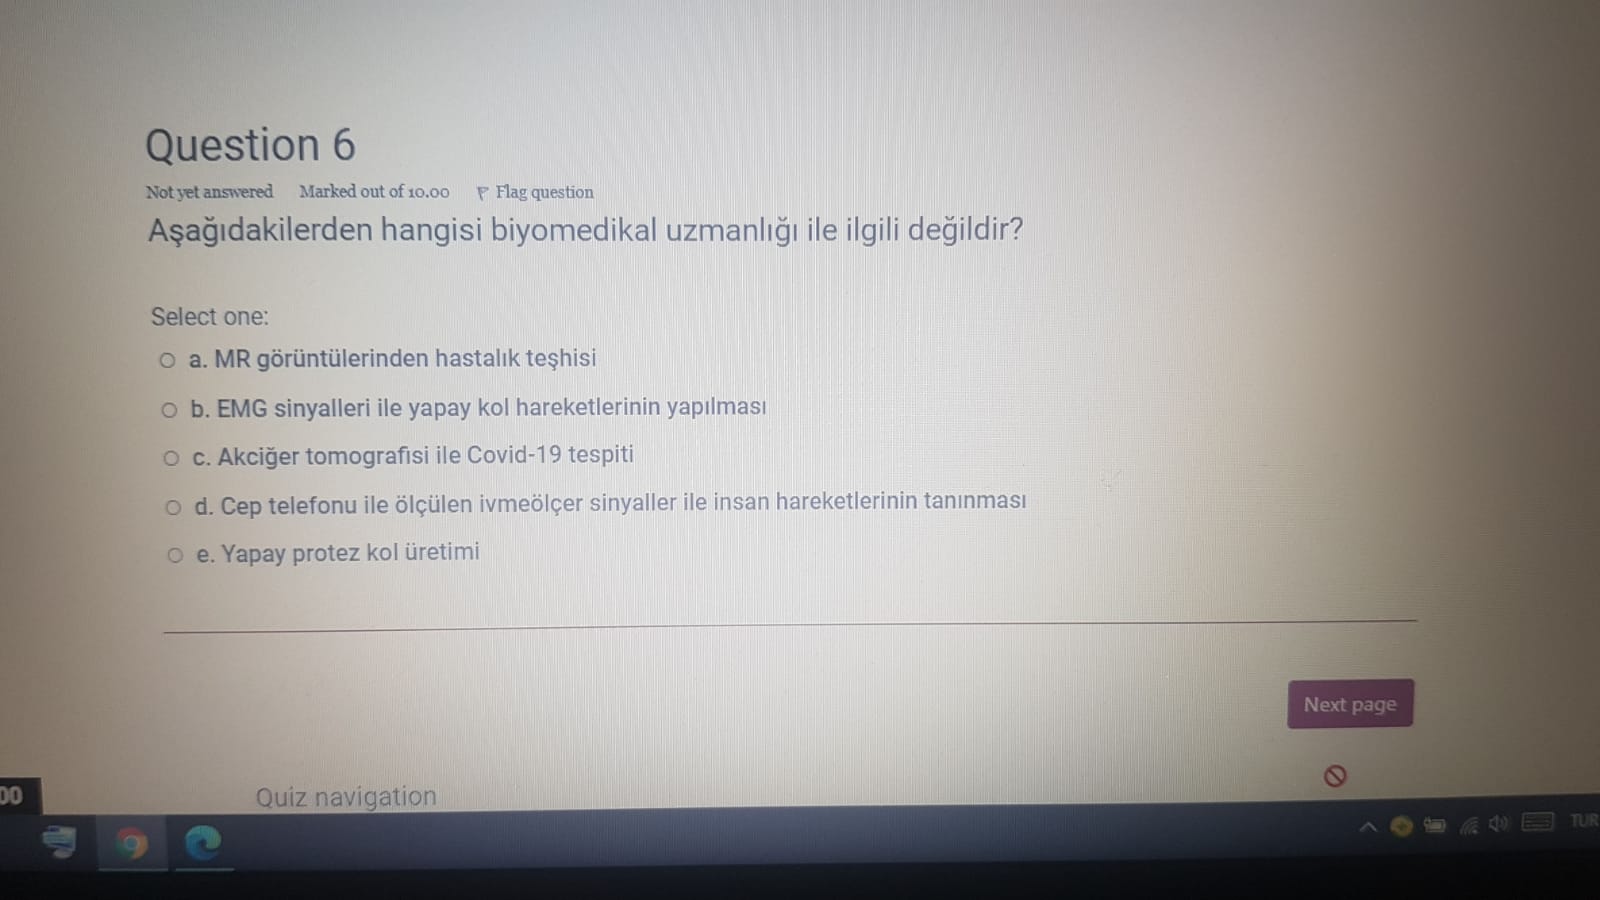 Question 6
Not yet answered Marked out of 10.00 Flag question
Aşağıdakilerden hangisi biyomedikal uzmanlığı ile ilgili değildir?
Select one:
a. MR görüntülerinden hastalık teşhisi
b. EMG sinyalleri ile yapay kol hareketlerinin yapılması
c. Akciğer tomografisi ile Covid-19 tespiti
d. Cep telefonu ile ölçülen ivmeölçer sinyaller ile insan hareketlerinin tanınması
e. Yapay protez kol üretimi
Next page
00
Quiz navigation
TUR